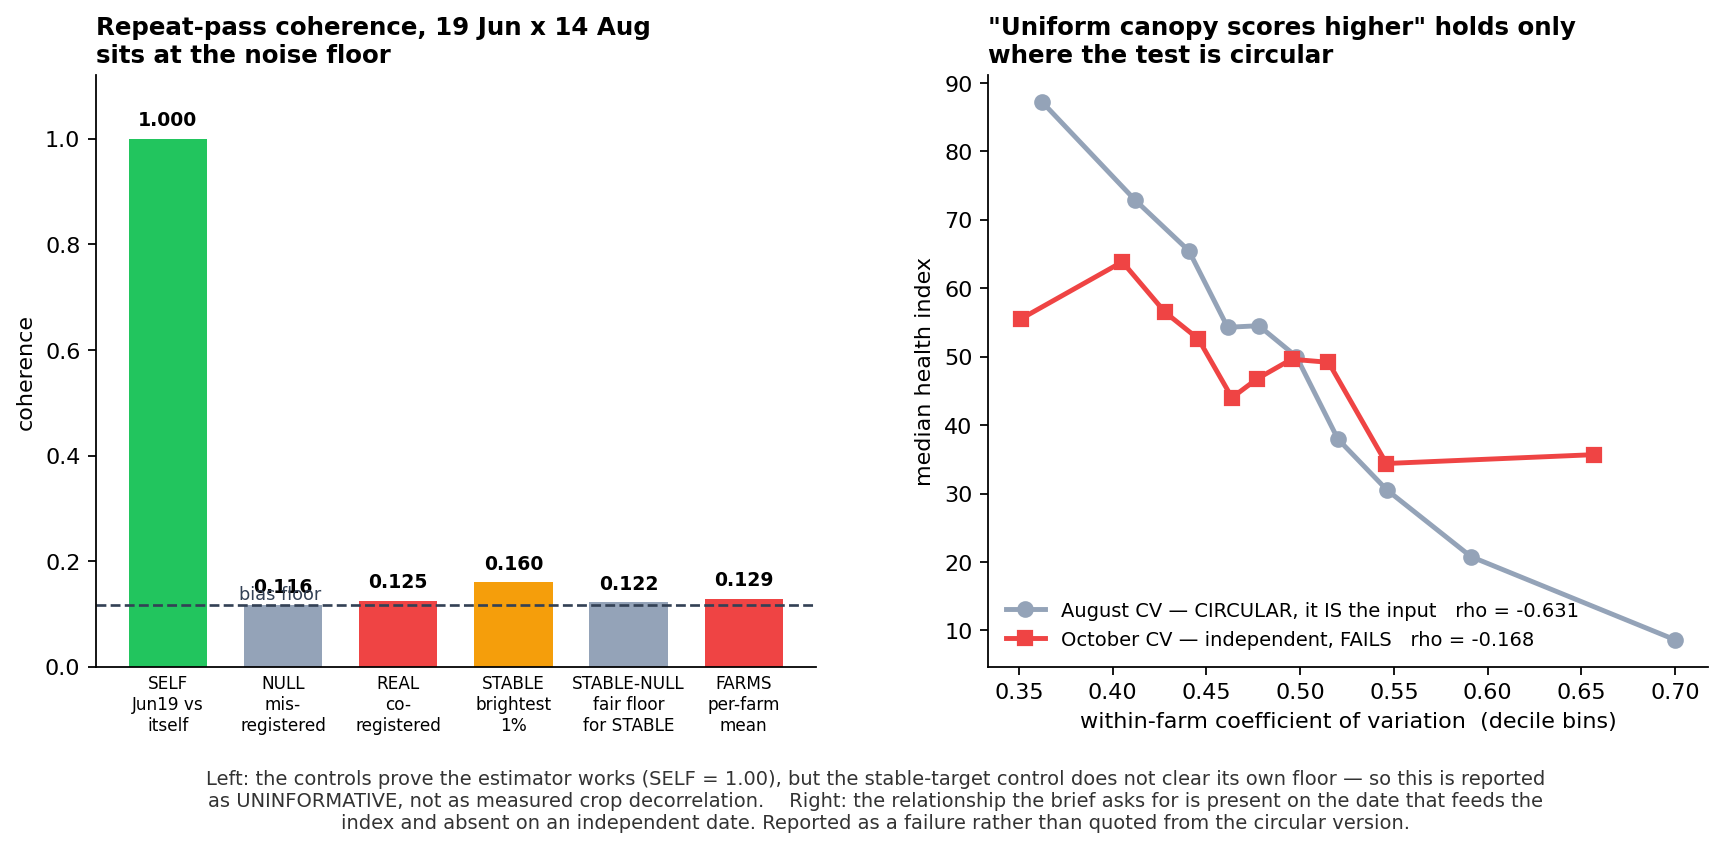 Repeat-pass coherence, 19 Jun x 14 Aug
sits at the noise floor
coherence
1.0
0.8
0.6
0.4
0.2
0.0
1.000
0.116
0.125
0.160
0.122
0.129
bias floor
SELF
Jun19 vs
itself
NULL
mis-
registered
REAL
co-
registered
STABLE
brightest
1%
STABLE-NULL
fair floor
for STABLE
FARMS
per-farm
mean
"Uniform canopy scores higher" holds only
where the test is circular
median health index
90
80
70
60
50
40
30
20
10
August CV — CIRCULAR, it IS the input   rho = -0.631
October CV — independent, FAILS   rho = -0.168
0.35 0.40 0.45 0.50 0.55 0.60 0.65 0.70
within-farm coefficient of variation  (decile bins)
Left: the controls prove the estimator works (SELF = 1.00), but the stable-target control does not clear its own floor — so this is reported
as UNINFORMATIVE, not as measured crop decorrelation.    Right: the relationship the brief asks for is present on the date that feeds the
index and absent on an independent date. Reported as a failure rather than quoted from the circular version.